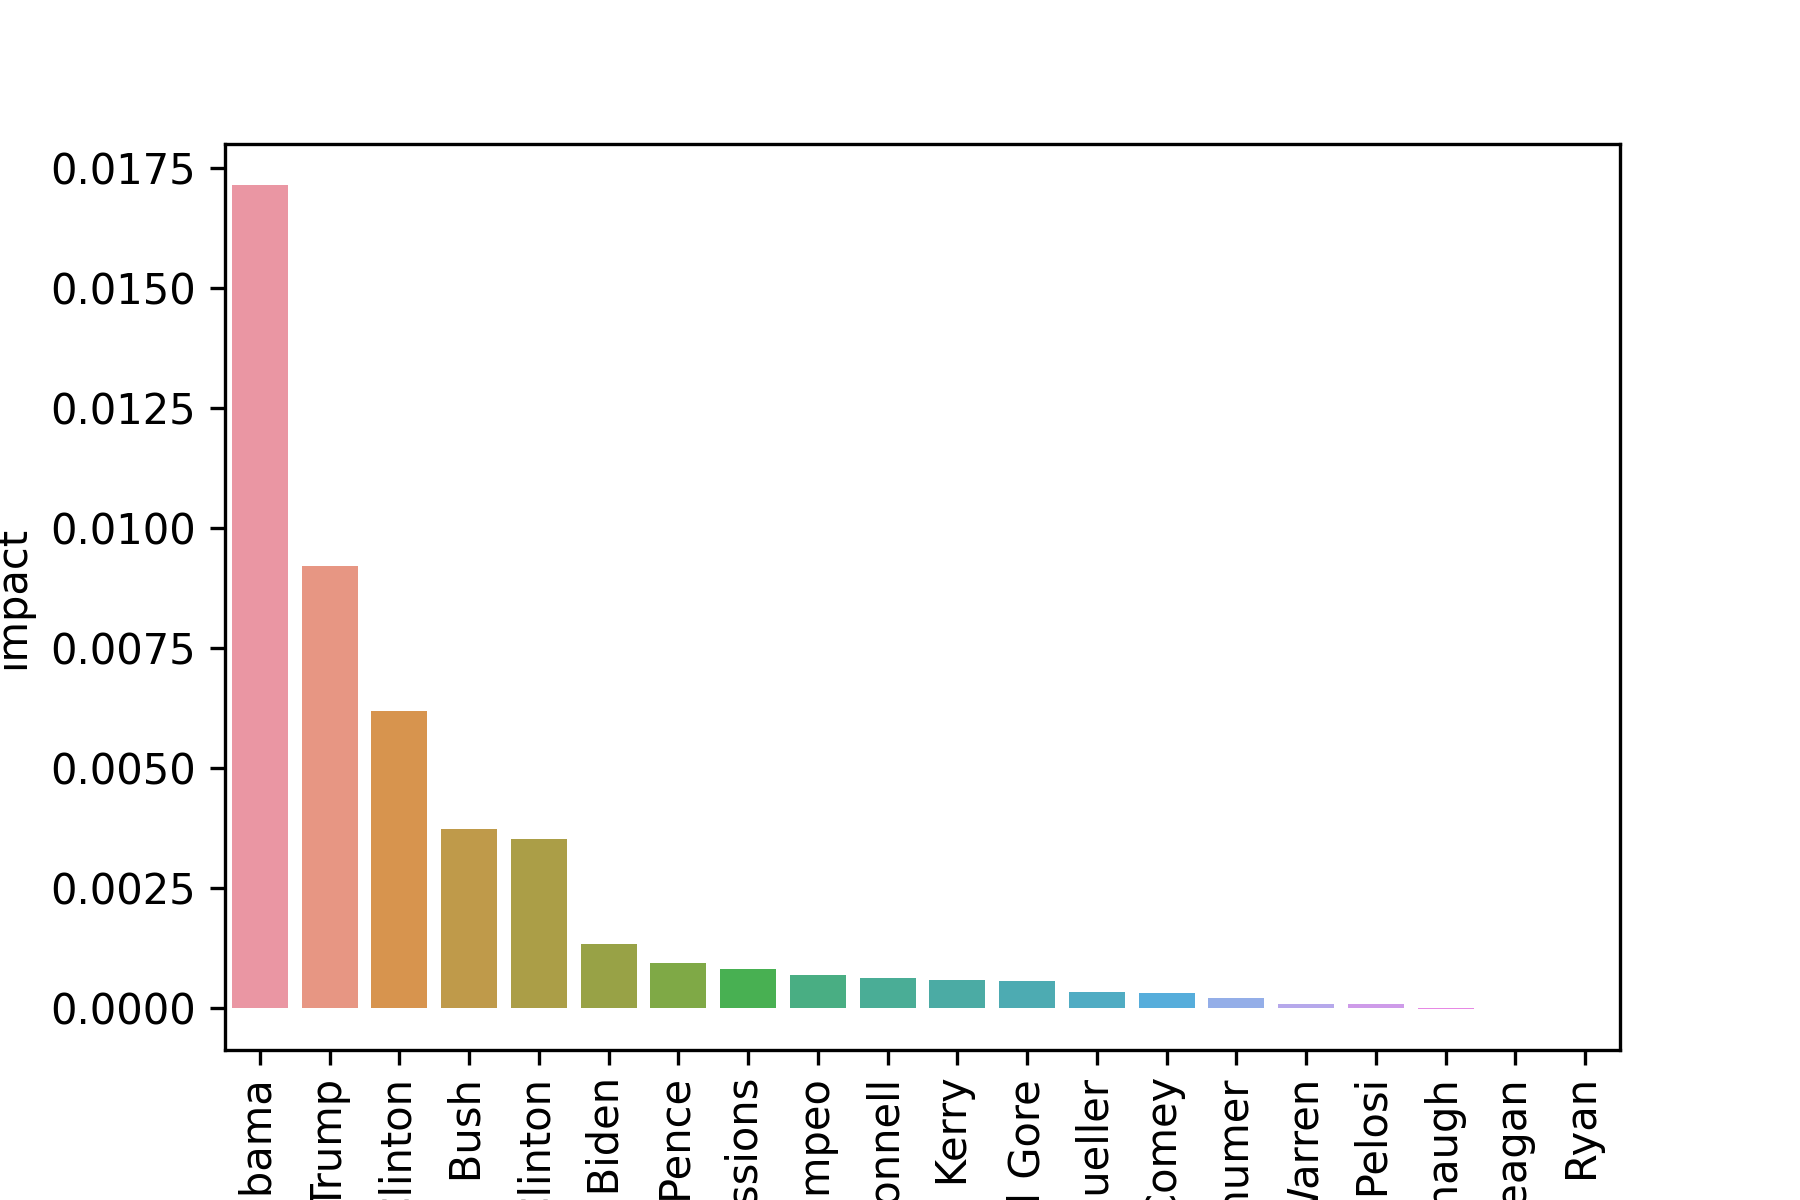 0.0175
0.0150
0.0125
0.0100
0.0075
0.0050
0.0025
0.0000
impact
bama
Trump
linton
Bush
linton
Biden
Pence
ssions
mpeo
onnell
Kerry
l Gore
ueller
Comey
humer
Warren
Pelosi
naugh
eagan
Ryan